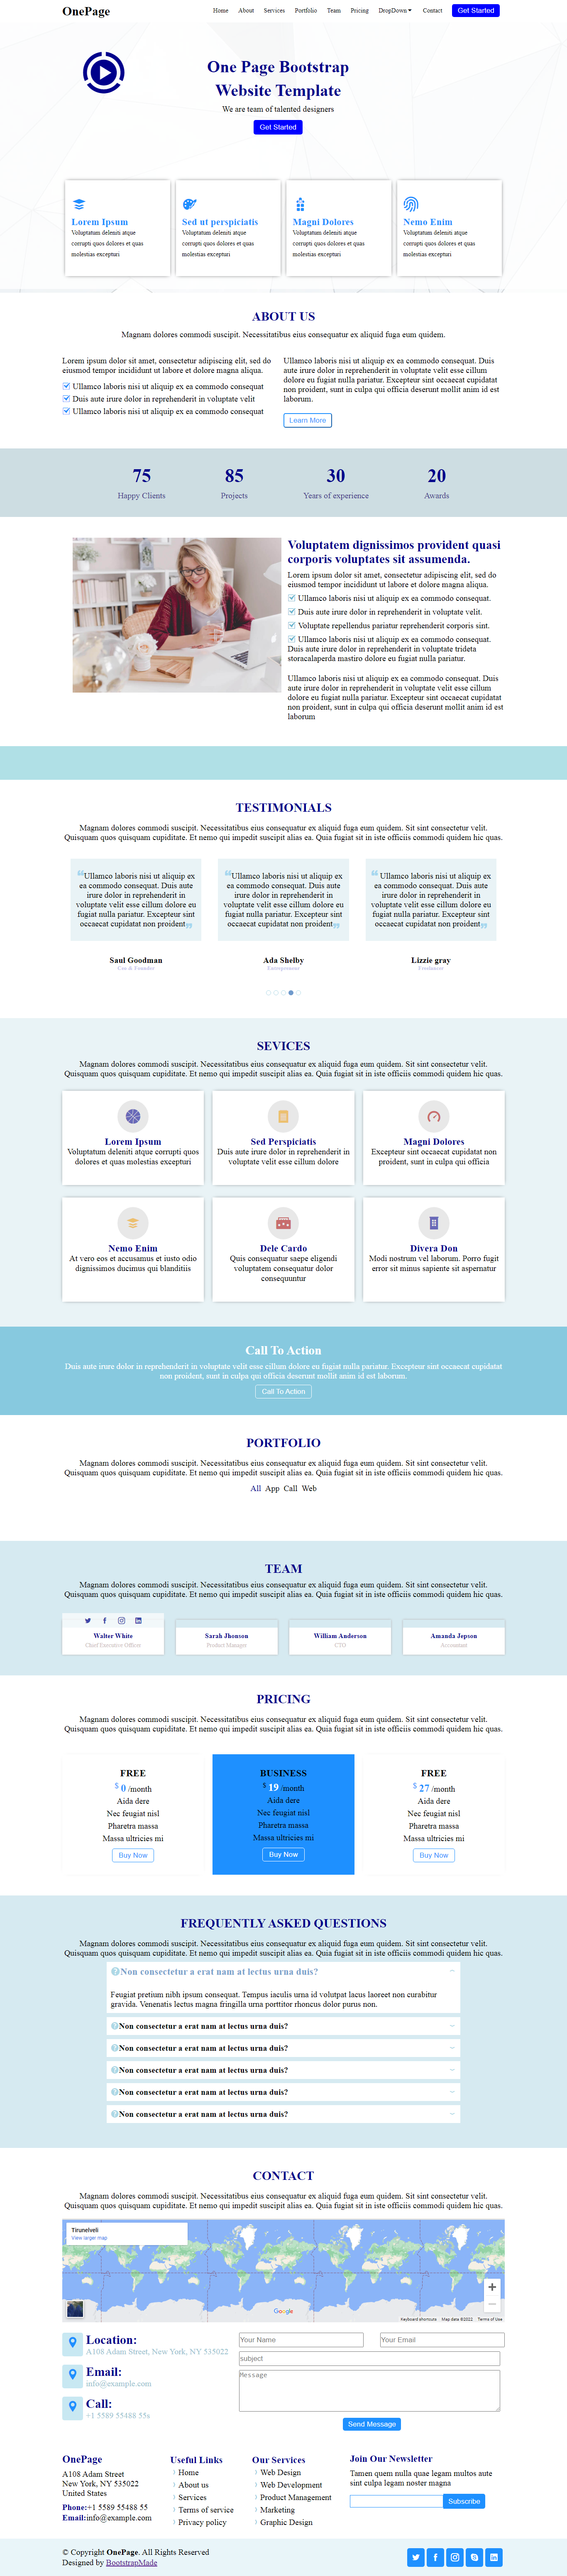 OnePage
Home About Services Portfolio Team Pricing DropDown Contact Get Started
One Page Bootstrap
Website Template
We are team of talented designers
Get Started
Lorem Ipsum
Voluptatum deleniti atque
corrupti quos dolores et quas
molestias excepturi
Sed ut perspiciatis
Voluptatum deleniti atque
corrupti quos dolores et quas
molestias excepturi
Magni Dolores
Voluptatum deleniti atque
corrupti quos dolores et quas
molestias excepturi
Nemo Enim
Voluptatum deleniti atque
corrupti quos dolores et quas
molestias excepturi
ABOUT US
Magnam dolores commodi suscipit. Necessitatibus eius consequatur ex aliquid fuga eum quidem.
Lorem ipsum dolor sit amet, consectetur adipiscing elit, sed do
eiusmod tempor incididunt ut labore et dolore magna aliqua.
Ullamco laboris nisi ut aliquip ex ea commodo consequat
Duis aute irure dolor in reprehenderit in voluptate velit
Ullamco laboris nisi ut aliquip ex ea commodo consequat
Ullamco laboris nisi ut aliquip ex ea commodo consequat. Duis
aute irure dolor in reprehenderit in voluptate velit esse cillum
dolore eu fugiat nulla pariatur. Excepteur sint occaecat cupidatat
non proident, sunt in culpa qui officia deserunt mollit anim id est
laborum.
Learn More
75
Happy Clients
85
Projects
30
Years of experience
20
Awards
Voluptatem dignissimos provident quasi
corporis voluptates sit assumenda.
Lorem ipsum dolor sit amet, consectetur adipiscing elit, sed do
eiusmod tempor incididunt ut labore et dolore magna aliqua.
Ullamco laboris nisi ut aliquip ex ea commodo consequat.
Duis aute irure dolor in reprehenderit in voluptate velit.
Voluptate repellendus pariatur reprehenderit corporis sint.
Ullamco laboris nisi ut aliquip ex ea commodo consequat.
Duis aute irure dolor in reprehenderit in voluptate trideta
storacalaperda mastiro dolore eu fugiat nulla pariatur.
Ullamco laboris nisi ut aliquip ex ea commodo consequat. Duis
aute irure dolor in reprehenderit in voluptate velit esse cillum
dolore eu fugiat nulla pariatur. Excepteur sint occaecat cupidatat
non proident, sunt in culpa qui officia deserunt mollit anim id est
laborum
TESTIMONIALS
Magnam dolores commodi suscipit. Necessitatibus eius consequatur ex aliquid fuga eum quidem. Sit sint consectetur velit.
Quisquam quos quisquam cupiditate. Et nemo qui impedit suscipit alias ea. Quia fugiat sit in iste officiis commodi quidem hic quas.
Ullamco laboris nisi ut aliquip ex
ea commodo consequat. Duis aute
irure dolor in reprehenderit in
voluptate velit esse cillum dolore eu
fugiat nulla pariatur. Excepteur sint
occaecat cupidatat non proident
Saul Goodman
Ceo & Founder
Ullamco laboris nisi ut aliquip ex
ea commodo consequat. Duis aute
irure dolor in reprehenderit in
voluptate velit esse cillum dolore eu
fugiat nulla pariatur. Excepteur sint
occaecat cupidatat non proident
Ada Shelby
Entrepreneur
Ullamco laboris nisi ut aliquip ex
ea commodo consequat. Duis aute
irure dolor in reprehenderit in
voluptate velit esse cillum dolore eu
fugiat nulla pariatur. Excepteur sint
occaecat cupidatat non proident
Lizzie gray
Freelancer
SEVICES
Magnam dolores commodi suscipit. Necessitatibus eius consequatur ex aliquid fuga eum quidem. Sit sint consectetur velit.
Quisquam quos quisquam cupiditate. Et nemo qui impedit suscipit alias ea. Quia fugiat sit in iste officiis commodi quidem hic quas.
Lorem Ipsum
Voluptatum deleniti atque corrupti quos
dolores et quas molestias excepturi
Sed Perspiciatis
Duis aute irure dolor in reprehenderit in
voluptate velit esse cillum dolore
Magni Dolores
Excepteur sint occaecat cupidatat non
proident, sunt in culpa qui officia
Nemo Enim
At vero eos et accusamus et iusto odio
dignissimos ducimus qui blanditiis
Dele Cardo
Quis consequatur saepe eligendi
voluptatem consequatur dolor
consequuntur
Divera Don
Modi nostrum vel laborum. Porro fugit
error sit minus sapiente sit aspernatur
Call To Action
Duis aute irure dolor in reprehenderit in voluptate velit esse cillum dolore eu fugiat nulla pariatur. Excepteur sint occaecat cupidatat
non proident, sunt in culpa qui officia deserunt mollit anim id est laborum.
Call To Action
PORTFOLIO
Magnam dolores commodi suscipit. Necessitatibus eius consequatur ex aliquid fuga eum quidem. Sit sint consectetur velit.
Quisquam quos quisquam cupiditate. Et nemo qui impedit suscipit alias ea. Quia fugiat sit in iste officiis commodi quidem hic quas.
All App Call Web
TEAM
Magnam dolores commodi suscipit. Necessitatibus eius consequatur ex aliquid fuga eum quidem. Sit sint consectetur velit.
Quisquam quos quisquam cupiditate. Et nemo qui impedit suscipit alias ea. Quia fugiat sit in iste officiis commodi quidem hic quas.
Walter White
Chief Executive Officer
Sarah Jhonson
Product Manager
William Anderson
CTO
Amanda Jepson
Accountant
PRICING
Magnam dolores commodi suscipit. Necessitatibus eius consequatur ex aliquid fuga eum quidem. Sit sint consectetur velit.
Quisquam quos quisquam cupiditate. Et nemo qui impedit suscipit alias ea. Quia fugiat sit in iste officiis commodi quidem hic quas.
FREE
$ 0 /month
Aida dere
Nec feugiat nisl
Pharetra massa
Massa ultricies mi
Buy Now
BUSINESS
$ 19 /month
Aida dere
Nec feugiat nisl
Pharetra massa
Massa ultricies mi
Buy Now
FREE
$ 27 /month
Aida dere
Nec feugiat nisl
Pharetra massa
Massa ultricies mi
Buy Now
FREQUENTLY ASKED QUESTIONS
Magnam dolores commodi suscipit. Necessitatibus eius consequatur ex aliquid fuga eum quidem. Sit sint consectetur velit.
Quisquam quos quisquam cupiditate. Et nemo qui impedit suscipit alias ea. Quia fugiat sit in iste officiis commodi quidem hic quas.
Non consectetur a erat nam at lectus urna duis?
Feugiat pretium nibh ipsum consequat. Tempus iaculis urna id volutpat lacus laoreet non curabitur
gravida. Venenatis lectus magna fringilla urna porttitor rhoncus dolor purus non.
Non consectetur a erat nam at lectus urna duis?
Non consectetur a erat nam at lectus urna duis?
Non consectetur a erat nam at lectus urna duis?
Non consectetur a erat nam at lectus urna duis?
Non consectetur a erat nam at lectus urna duis?
CONTACT
Magnam dolores commodi suscipit. Necessitatibus eius consequatur ex aliquid fuga eum quidem. Sit sint consectetur velit.
Quisquam quos quisquam cupiditate. Et nemo qui impedit suscipit alias ea. Quia fugiat sit in iste officiis commodi quidem hic quas.
Tirunelveli
View larger map
Google
Keyboard shortcuts Map data ©2022 Terms of Use
Location:
A108 Adam Street, New York, NY 535022
Email:
info@example.com
Call:
+1 5589 55488 55s
Your Name
Your Email
subject
Message
Send Message
OnePage
A108 Adam Street
New York, NY 535022
United States
Phone:+1 5589 55488 55
Email:info@example.com
Useful Links
Home
About us
Services
Terms of service
Privacy policy
Our Services
Web Design
Web Development
Product Management
Marketing
Graphic Design
Join Our Newsletter
Tamen quem nulla quae legam multos aute
sint culpa legam noster magna
Subscribe
© Copyright OnePage. All Rights Reserved
Designed by BootstrapMade